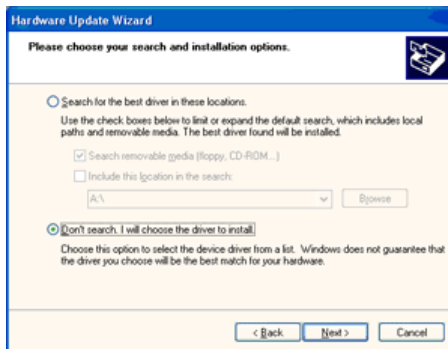 Hardware Update Wizard
Please choose your search and installation options.
Search for the best driver in these locations.
Use the check boxes below to limit or expand the default search, which includes local
paths and removable media. The best driver found will be installed.
Search removable media (floppy, CD-ROM...)
Include this location in the search:
A:\
Browse
Don't search. I will choose the driver to install.
Choose this option to select the device driver from a list. Windows does not guarantee that
the driver you choose will be the best match for your hardware.
< Back
Next >
Cancel